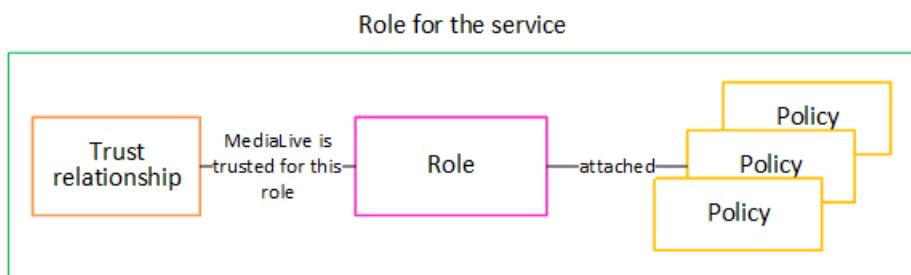 Role for the service
Trust
relationship
MediaLive is
trusted for this
role
Role
attached
Policy
Policy
Policy